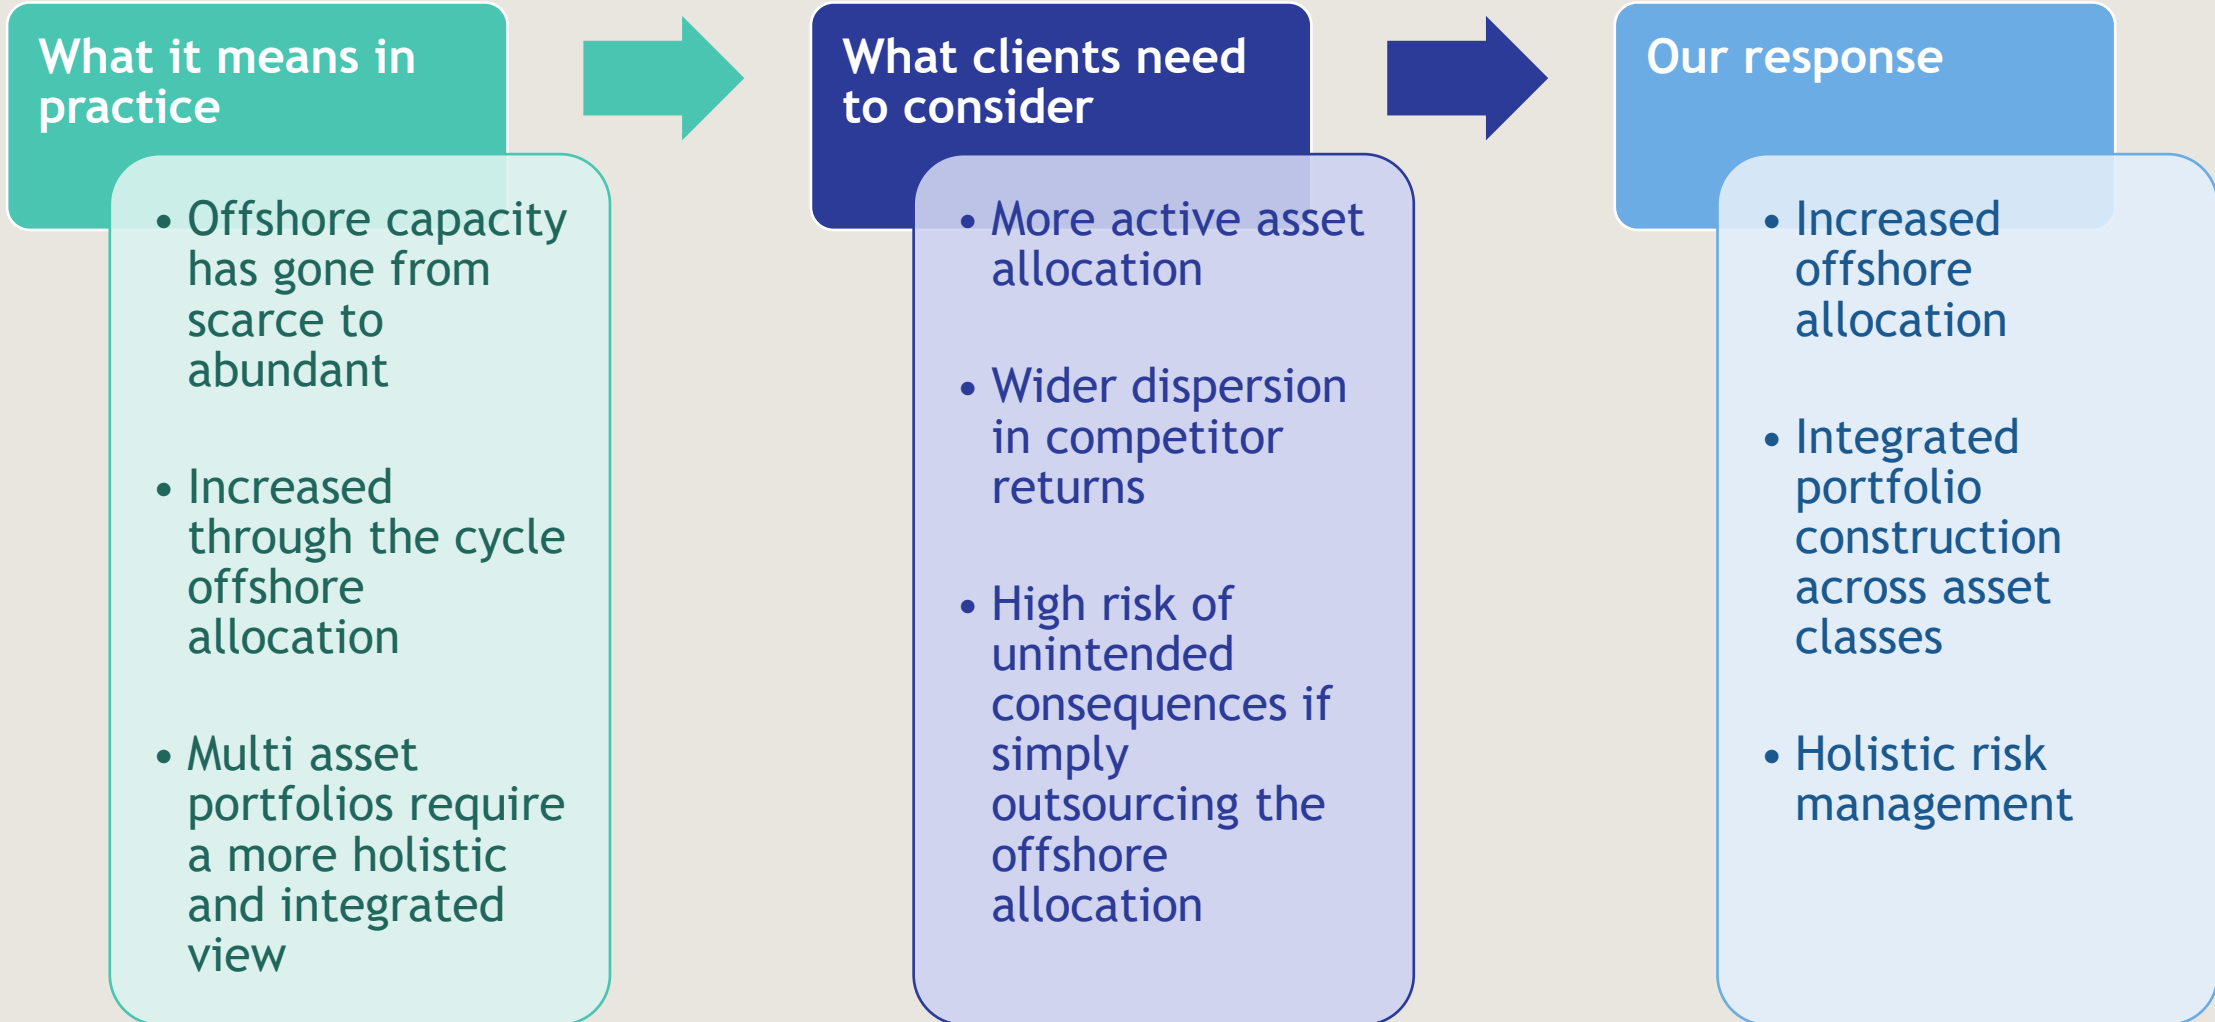 What it means in
practice
• Offshore capacity
has gone from
scarce to
abundant
• Increased
through the cycle
offshore
allocation
• Multi asset
portfolios require
a more holistic
and integrated
view
What clients need
to consider
• More active asset
allocation
• Wider dispersion
in competitor
returns
• High risk of
unintended
consequences if
simply
outsourcing the
offshore
allocation
Our response
• Increased
offshore
allocation
• Integrated
portfolio
construction
across asset
classes
• Holistic risk
management